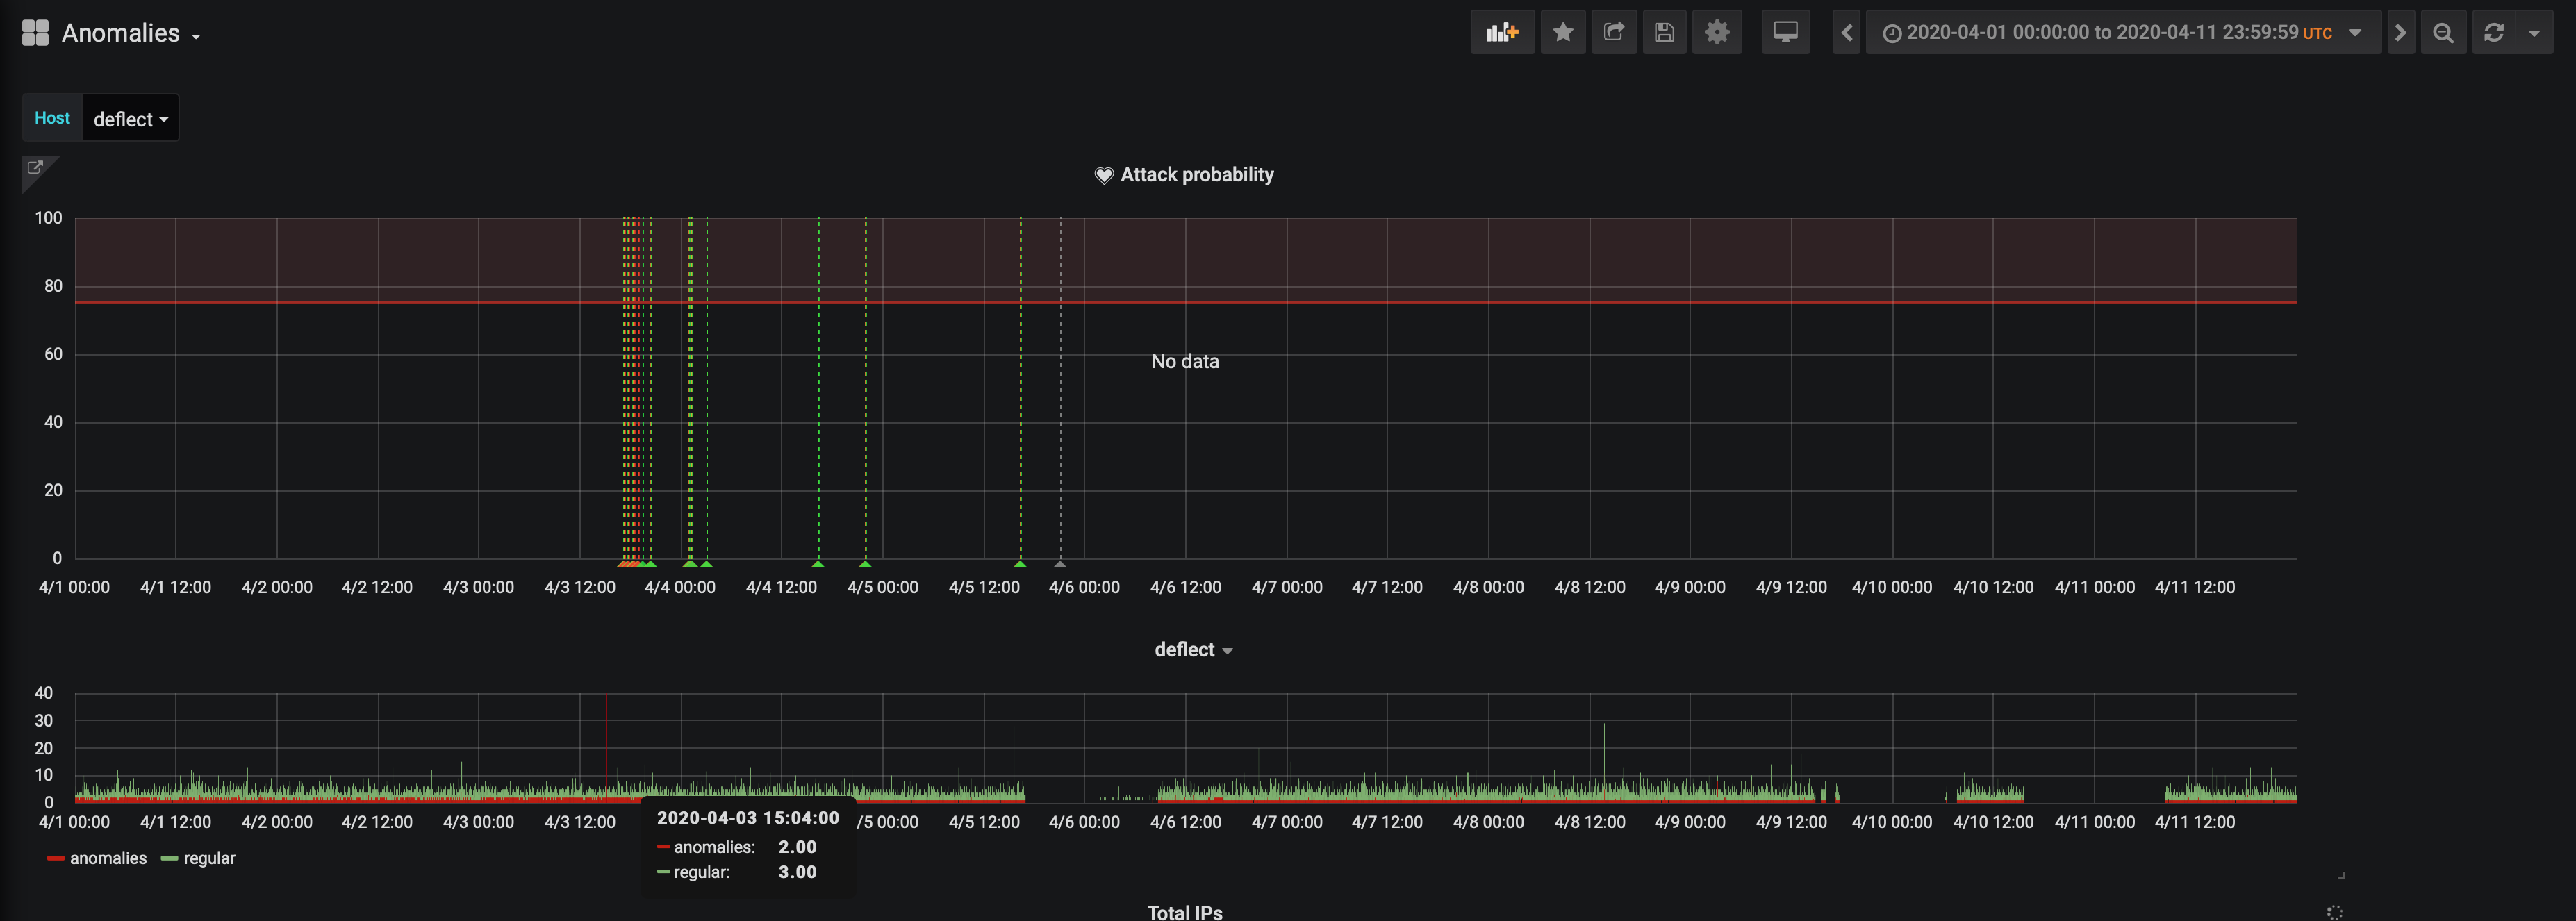 Anomalies
2020-04-01 00:00:00 to 2020-04-11 23:59:59 UTC
Host deflect
Attack probability
100
80
60
No data
40
20
0
4/1 00:00 4/1 12:00 4/2 00:00 4/2 12:00 4/3 00:00 4/3 12:00 4/4 00:00 4/4 12:00 4/5 00:00 4/5 12:00 4/6 00:00 4/6 12:00 4/7 00:00 4/7 12:00 4/8 00:00 4/8 12:00 4/9 00:00 4/9 12:00 4/10 00:00 4/10 12:00 4/11 00:00 4/11 12:00
deflect
40
30
20
10
0
4/1 00:00 4/1 12:00 4/2 00:00 4/2 12:00 4/3 00:00 4/3 12:00 /5 00:00 4/5 12:00 4/6 00:00 4/6 12:00 4/7 00:00 4/7 12:00 4/8 00:00 4/8 12:00 4/9 00:00 4/9 12:00 4/10 00:00 4/10 12:00 4/11 00:00 4/11 12:00
2020-04-03 15:04:00
anomalies: 2.00
regular: 3.00
anomalies regular
Total IPs